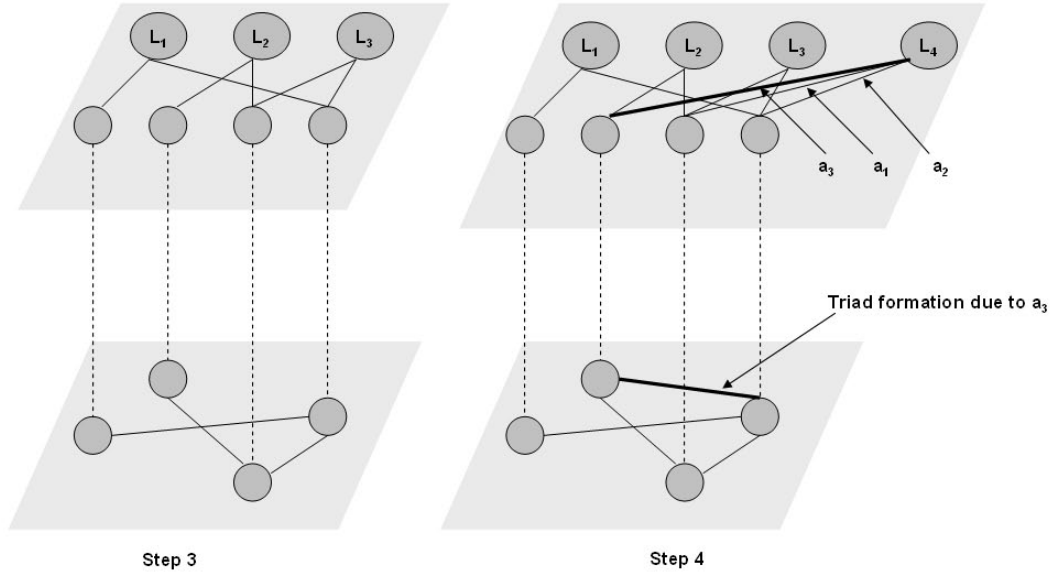 L₁ L₂ L₃
L₁ L₂ L₃ L₄
a₃ a₁ a₂
Triad formation due to a₃
Step 3
Step 4